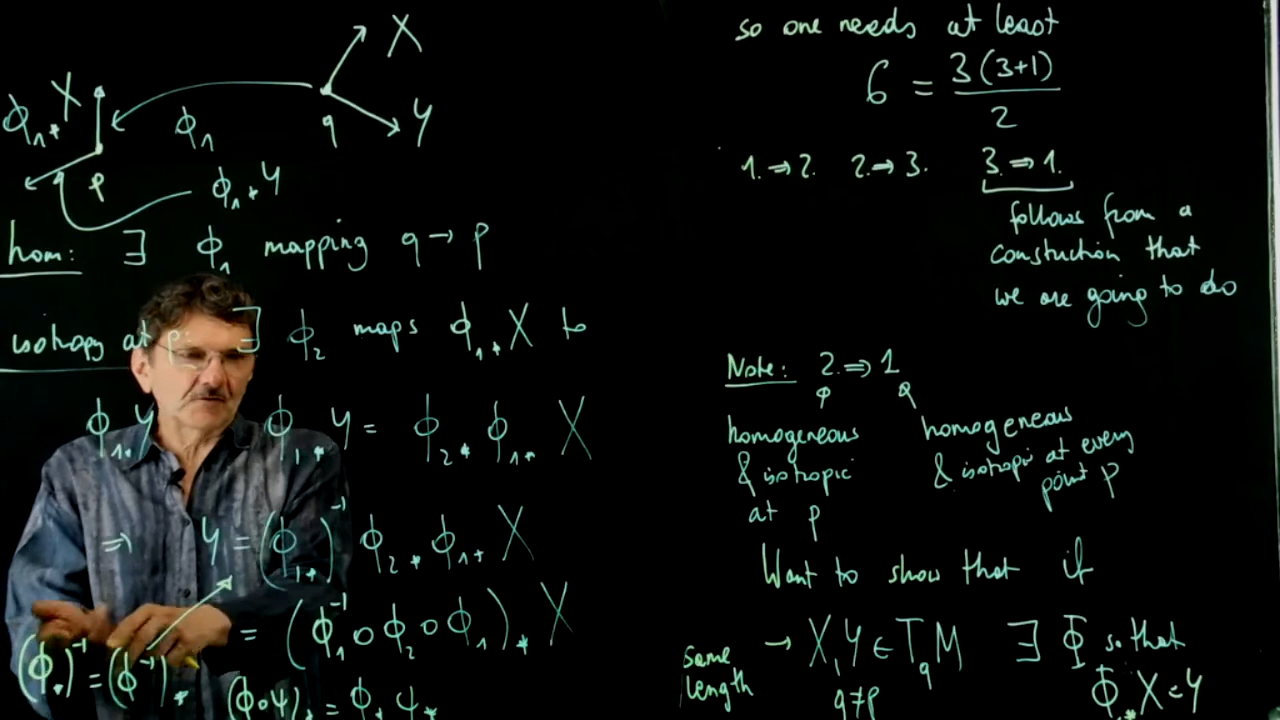 X
ϕ₁⁎X
ϕ₁
q
Y
p
ϕ₁⁎Y
hom: ∃ ϕ₁ mapping q → p
isotropy at p: ∃ ϕ₂ maps ϕ₁⁎X to
ϕ₁⁎Y ϕ₁⁎Y = ϕ₂⁎ϕ₁⁎X
⇒ Y = (ϕ₁⁎)⁻¹ ϕ₂⁎ϕ₁⁎X
= (ϕ₁⁻¹ ∘ ϕ₂ ∘ ϕ₁)⁎ X
(ϕ⁎)⁻¹ = (ϕ⁻¹)⁎ (ϕ∘ψ)⁎ = ϕ⁎ψ⁎
so one needs at least
6 = 3(3+1)/2
1. ⇒ 2. 2. ⇒ 3. 3. ⇒ 1.
follows from a
constuction that
we are going to do
Note: 2. ⇒ 1
homogeneous
& isotropic
at p
homogeneous
& isotropic at every
point p
Want to show that if
same
length
→ X,Y ∈ T_qM ∃ Φ so that
q≠p Φ⁎X = Y